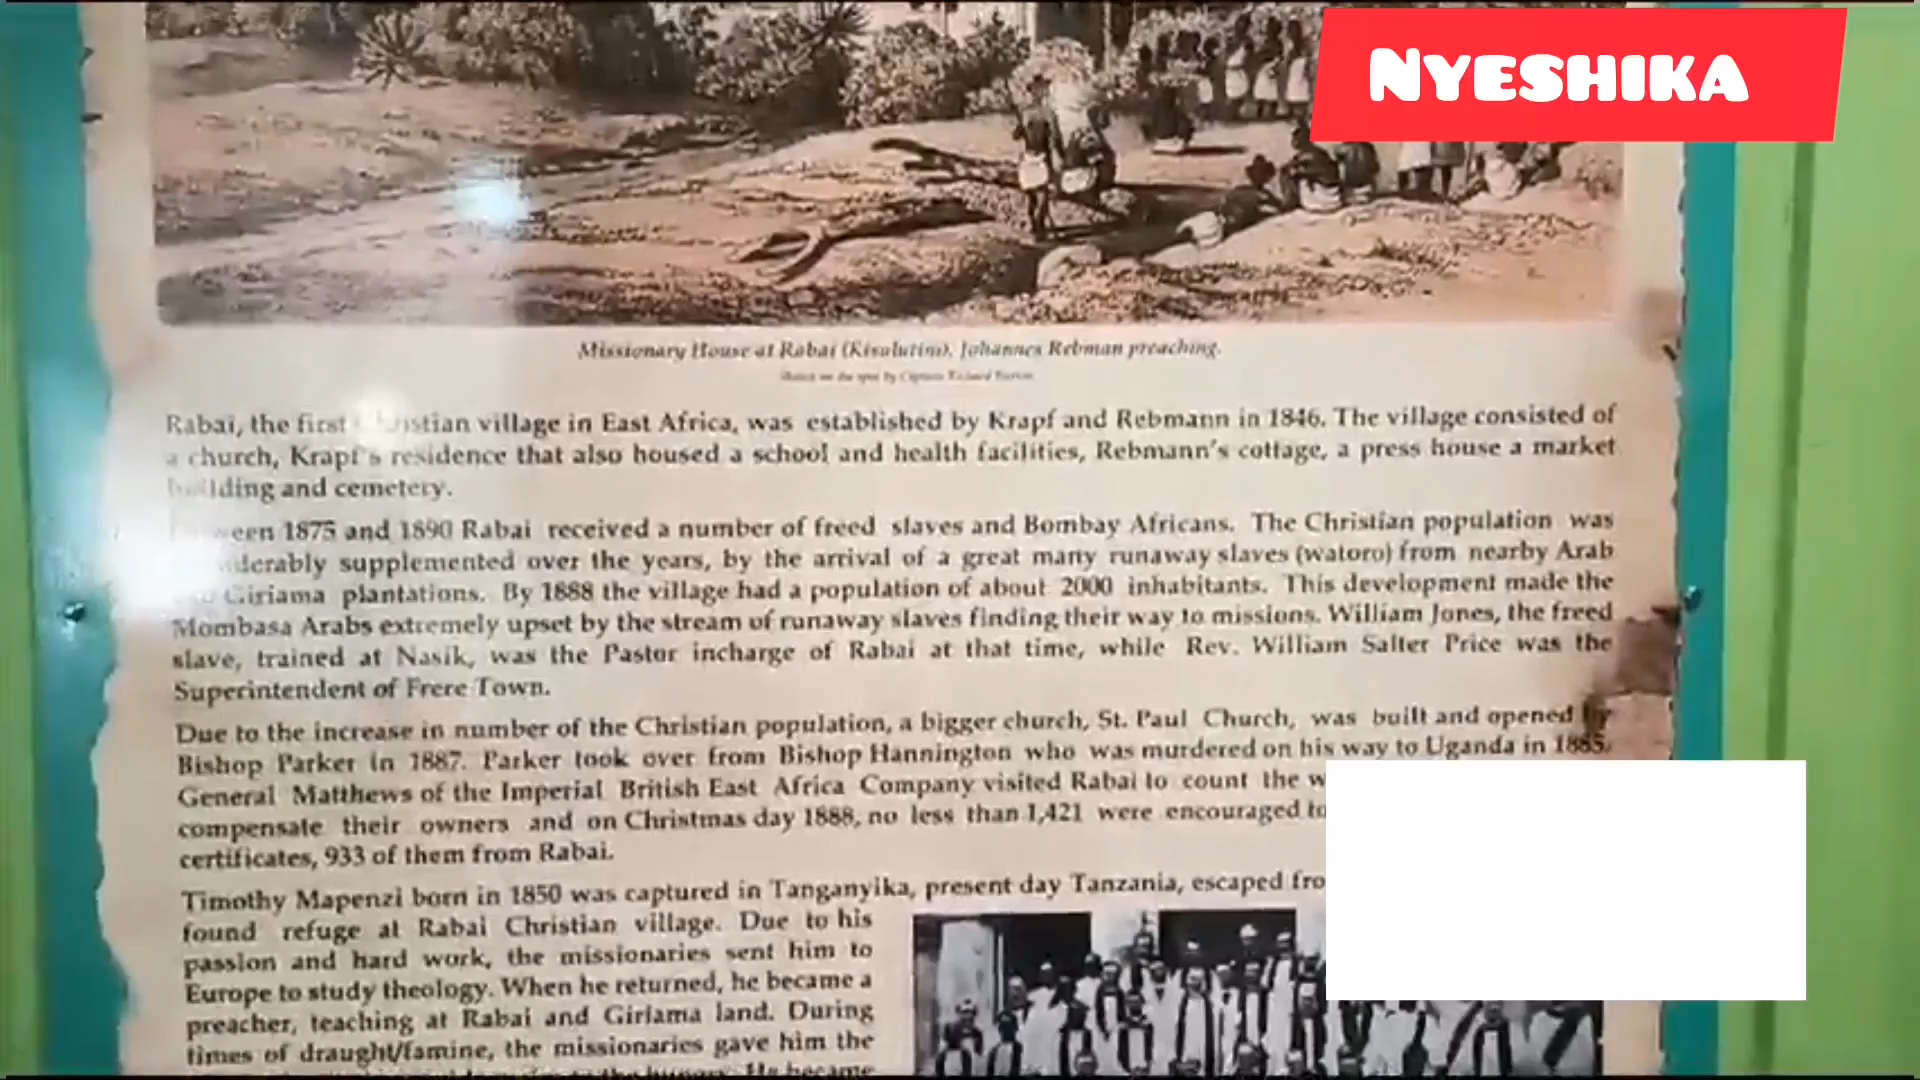 NYESHIKA
Missionary House at Rabai (Kisulutini). Johannes Rebman preaching.
Rabai, the first Christian village in East Africa, was established by Krapf and Rebmann in 1846. The village consisted of
a church, Krapf's residence that also housed a school and health facilities, Rebmann's cottage, a press house a market
building and cemetery.
1875 and 1890 Rabai received a number of freed slaves and Bombay Africans. The Christian population was
supplemented over the years, by the arrival of a great many runaway slaves (watoro) from nearby Arab
Giriama plantations. By 1888 the village had a population of about 2000 inhabitants. This development made the
Mombasa Arabs extremely upset by the stream of runaway slaves finding their way to missions. William Jones, the freed
slave, trained at Nasik, was the Pastor incharge of Rabai at that time, while Rev. William Salter Price was the
Superintendent of Frere Town.
Due to the increase in number of the Christian population, a bigger church, St. Paul Church, was built and opened by
Bishop Parker in 1887. Parker took over from Bishop Hannington who was murdered on his way to Uganda in 1885.
General Matthews of the Imperial British East Africa Company visited Rabai to count the
compensate their owners and on Christmas day 1888, no less than 1,421 were encouraged to
certificates, 933 of them from Rabai.
Timothy Mapenzi born in 1850 was captured in Tanganyika, present day Tanzania, escaped
found refuge at Rabai Christian village. Due to his
passion and hard work, the missionaries sent him to
Europe to study theology. When he returned, he became a
preacher, teaching at Rabai and Giriama land. During
times of draught/famine, the missionaries gave him the
He became